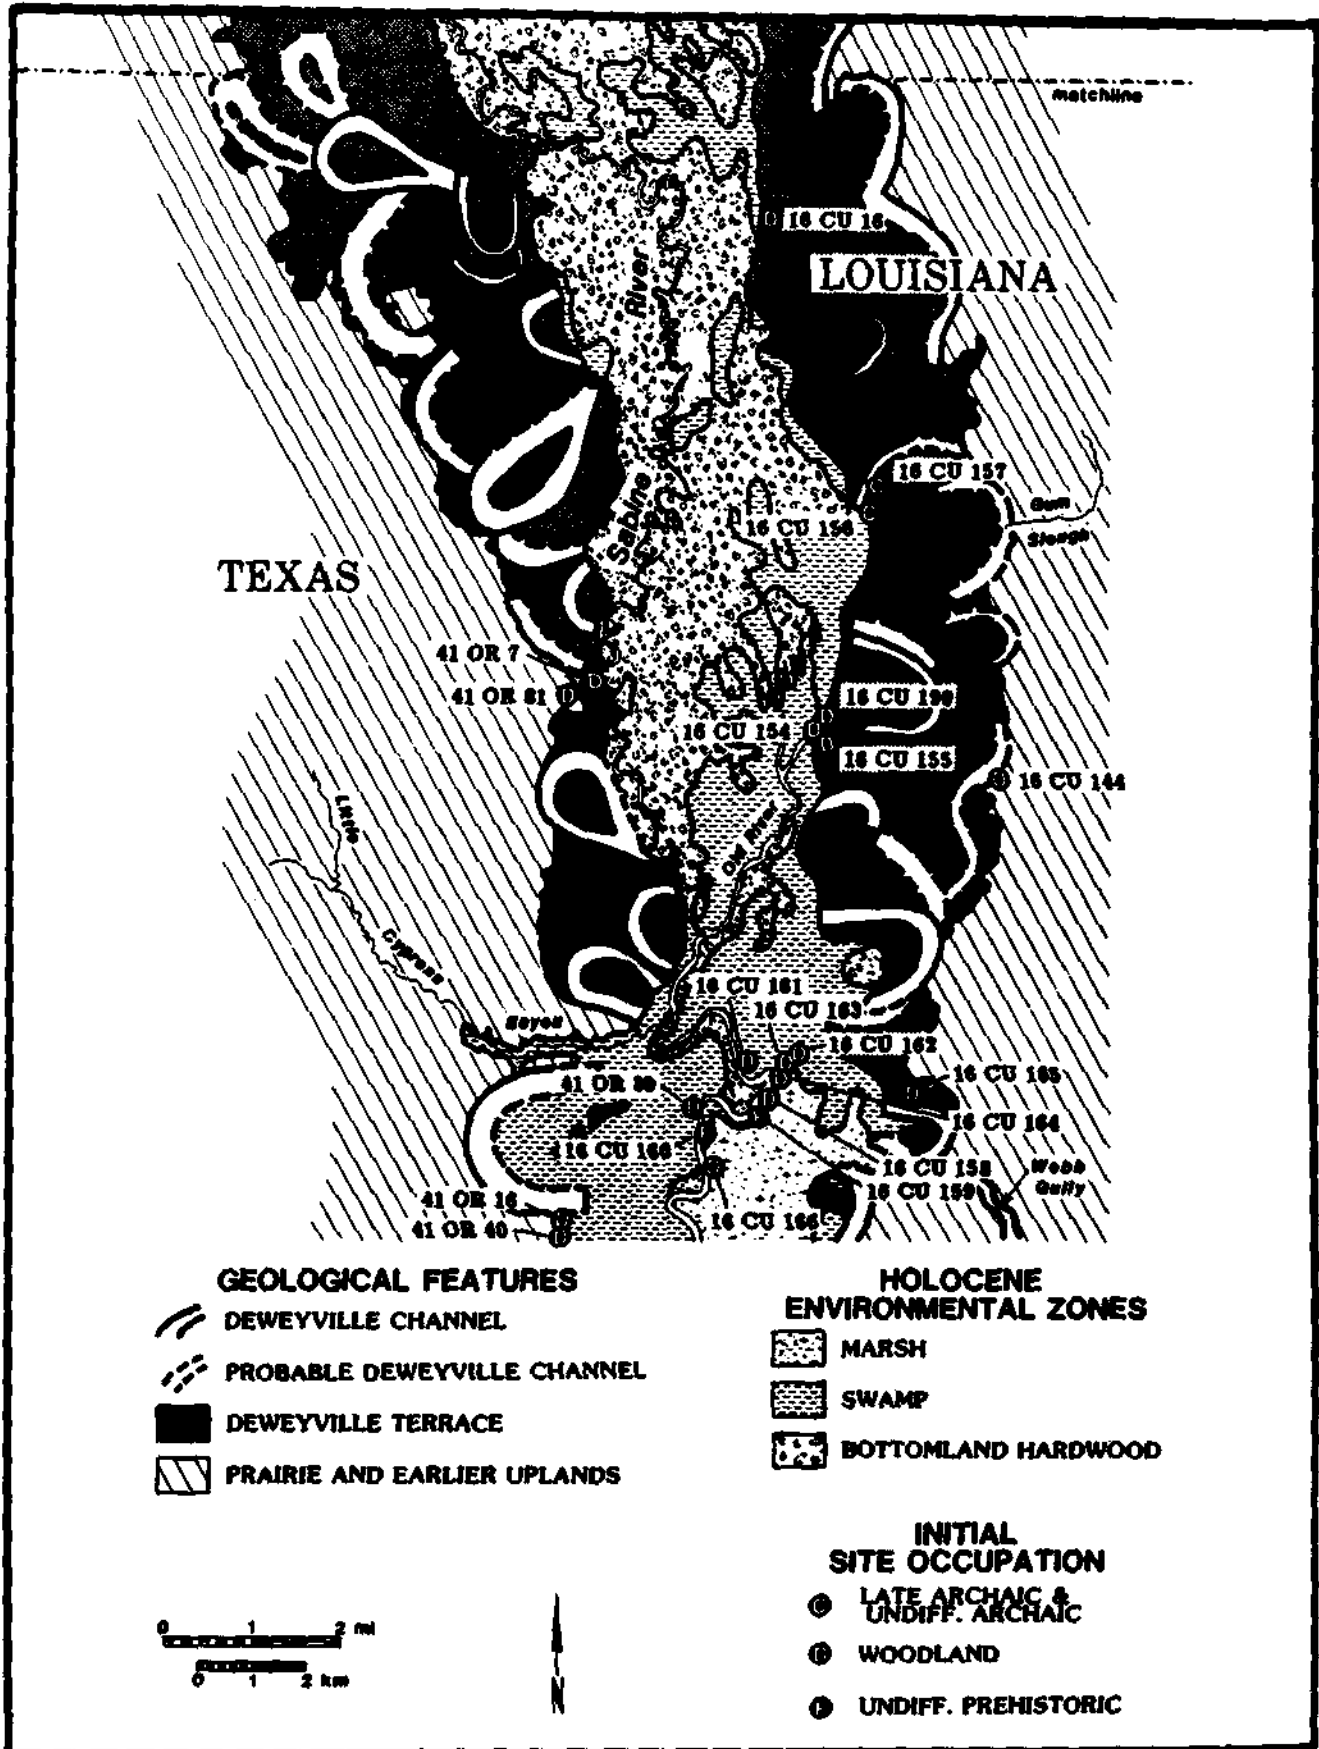 matchline
16 CU 16
LOUISIANA
River
16 CU 157
Sabine
16 CU 156
Gum
Slough
TEXAS
41 OR 7
41 OR 81
16 CU 190
16 CU 154
16 CU 155
16 CU 144
Little
Old River
Cypress
16 CU 161
16 CU 163
Bayou
16 CU 162
41 OR 39
16 CU 165
16 CU 164
16 CU 158
Webb
Gully
16 CU 159
41 OR 16
16 CU 166
41 OR 40
GEOLOGICAL FEATURES
DEWEYVILLE CHANNEL
PROBABLE DEWEYVILLE CHANNEL
DEWEYVILLE TERRACE
PRAIRIE AND EARLIER UPLANDS
HOLOCENE
ENVIRONMENTAL ZONES
MARSH
SWAMP
BOTTOMLAND HARDWOOD
INITIAL
SITE OCCUPATION
LATE ARCHAIC &
UNDIFF. ARCHAIC
WOODLAND
UNDIFF. PREHISTORIC
0 1 2 mi
0 1 2 km
N